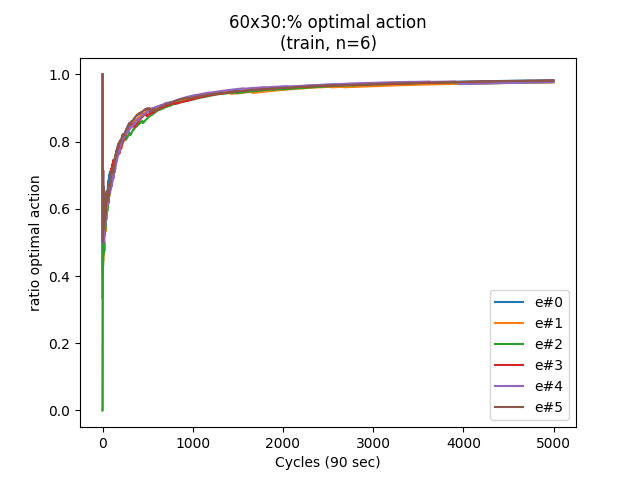 60x30:% optimal action
(train, n=6)
1.0
0.8
0.6
0.4
0.2
0.0
ratio optimal action
0 1000 2000 3000 4000 5000
Cycles (90 sec)
e#0
e#1
e#2
e#3
e#4
e#5